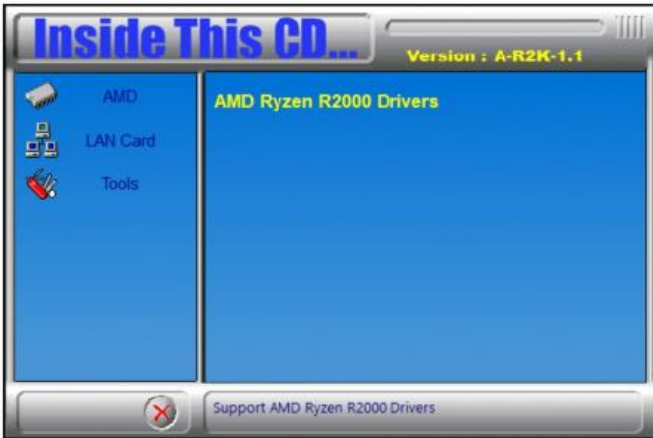 Inside This CD...
Version : A-R2K-1.1
AMD
LAN Card
Tools
AMD Ryzen R2000 Drivers
Support AMD Ryzen R2000 Drivers